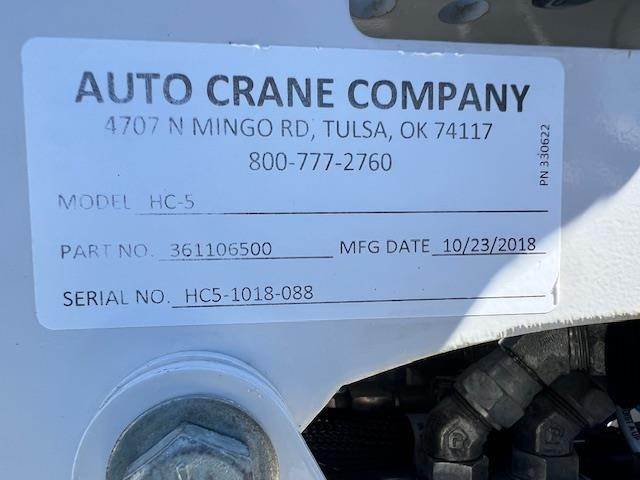 AUTO CRANE COMPANY
4707 N MINGO RD, TULSA, OK 74117
800-777-2760
PN 330622
MODEL HC-5
PART NO. 361106500 MFG DATE 10/23/2018
SERIAL NO. HC5-1018-088